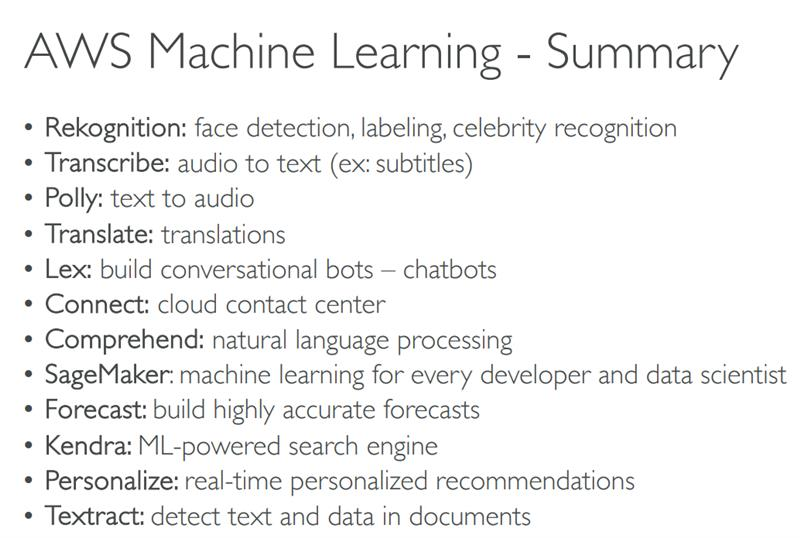 AWS Machine Learning - Summary
• Rekognition: face detection, labeling, celebrity recognition
• Transcribe: audio to text (ex: subtitles)
• Polly: text to audio
• Translate: translations
• Lex: build conversational bots – chatbots
• Connect: cloud contact center
• Comprehend: natural language processing
• SageMaker: machine learning for every developer and data scientist
• Forecast: build highly accurate forecasts
• Kendra: ML-powered search engine
• Personalize: real-time personalized recommendations
• Textract: detect text and data in documents